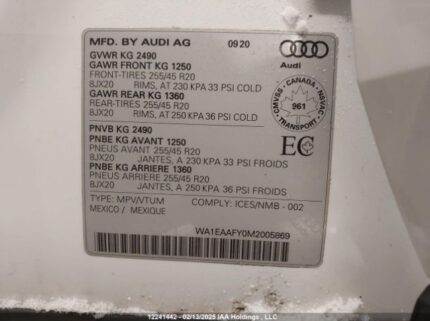 MFD. BY AUDI AG 09 20
GVWR KG 2490
GAWR FRONT KG 1250
FRONT-TIRES 255/45 R20
8JX20 RIMS, AT 230 KPA 33 PSI COLD
GAWR REAR KG 1360
REAR-TIRES 255/45 R20
8JX20 RIMS, AT 250 KPA 36 PSI COLD
Audi
CMVSS - CANADA - NSVAC
961
TRANSPORT
PNVB KG 2490
PNBE KG AVANT 1250
PNEUS AVANT 255/45 R20
8JX20 JANTES, A 230 KPA 33 PSI FROIDS
PNBE KG ARRIERE 1360
PNEUS ARRIERE 255/45 R20
8JX20 JANTES, A 250 KPA 36 PSI FROIDS
EC
TYPE: MPV/VTUM COMPLY: ICES/NMB - 002
MEXICO / MEXIQUE
WA1EAAFY0M2005869
12241442 - 02/13/2025 IAA Holdings , LLC